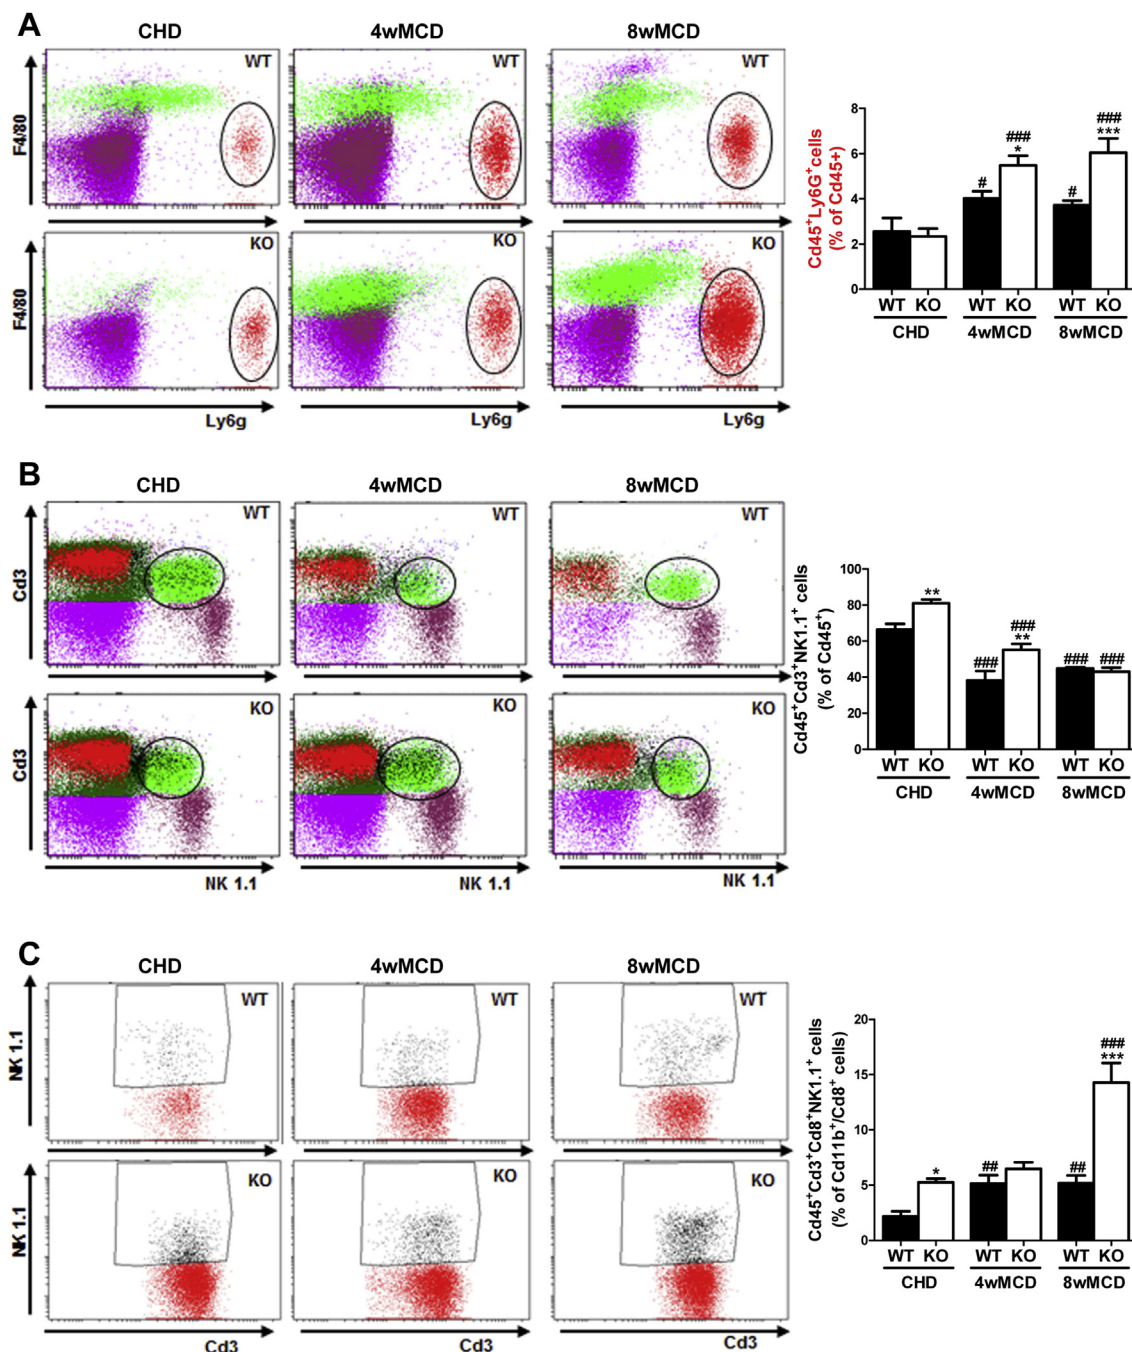 A
CHD
4wMCD
8wMCD
WT
WT
WT
F4/80
KO
KO
KO
F4/80
Ly6g
Ly6g
Ly6g
Cd45+Ly6G+ cells
(% of Cd45+)
8
6
4
2
0
#
###
*
#
###
***
WT KO WT KO WT KO
CHD 4wMCD 8wMCD
B
CHD
4wMCD
8wMCD
WT
WT
WT
Cd3
KO
KO
KO
Cd3
NK 1.1
NK 1.1
NK 1.1
Cd45+Cd3+NK1.1+ cells
(% of Cd45+)
100
80
60
40
20
0
**
###
###
**
###
###
WT KO WT KO WT KO
CHD 4wMCD 8wMCD
C
CHD
4wMCD
8wMCD
WT
WT
WT
NK 1.1
KO
KO
KO
NK 1.1
Cd3
Cd3
Cd3
Cd45+Cd3+Cd8+NK1.1+ cells
(% of Cd11b+/Cd8+ cells)
20
15
10
5
0
*
##
##
###
***
WT KO WT KO WT KO
CHD 4wMCD 8wMCD